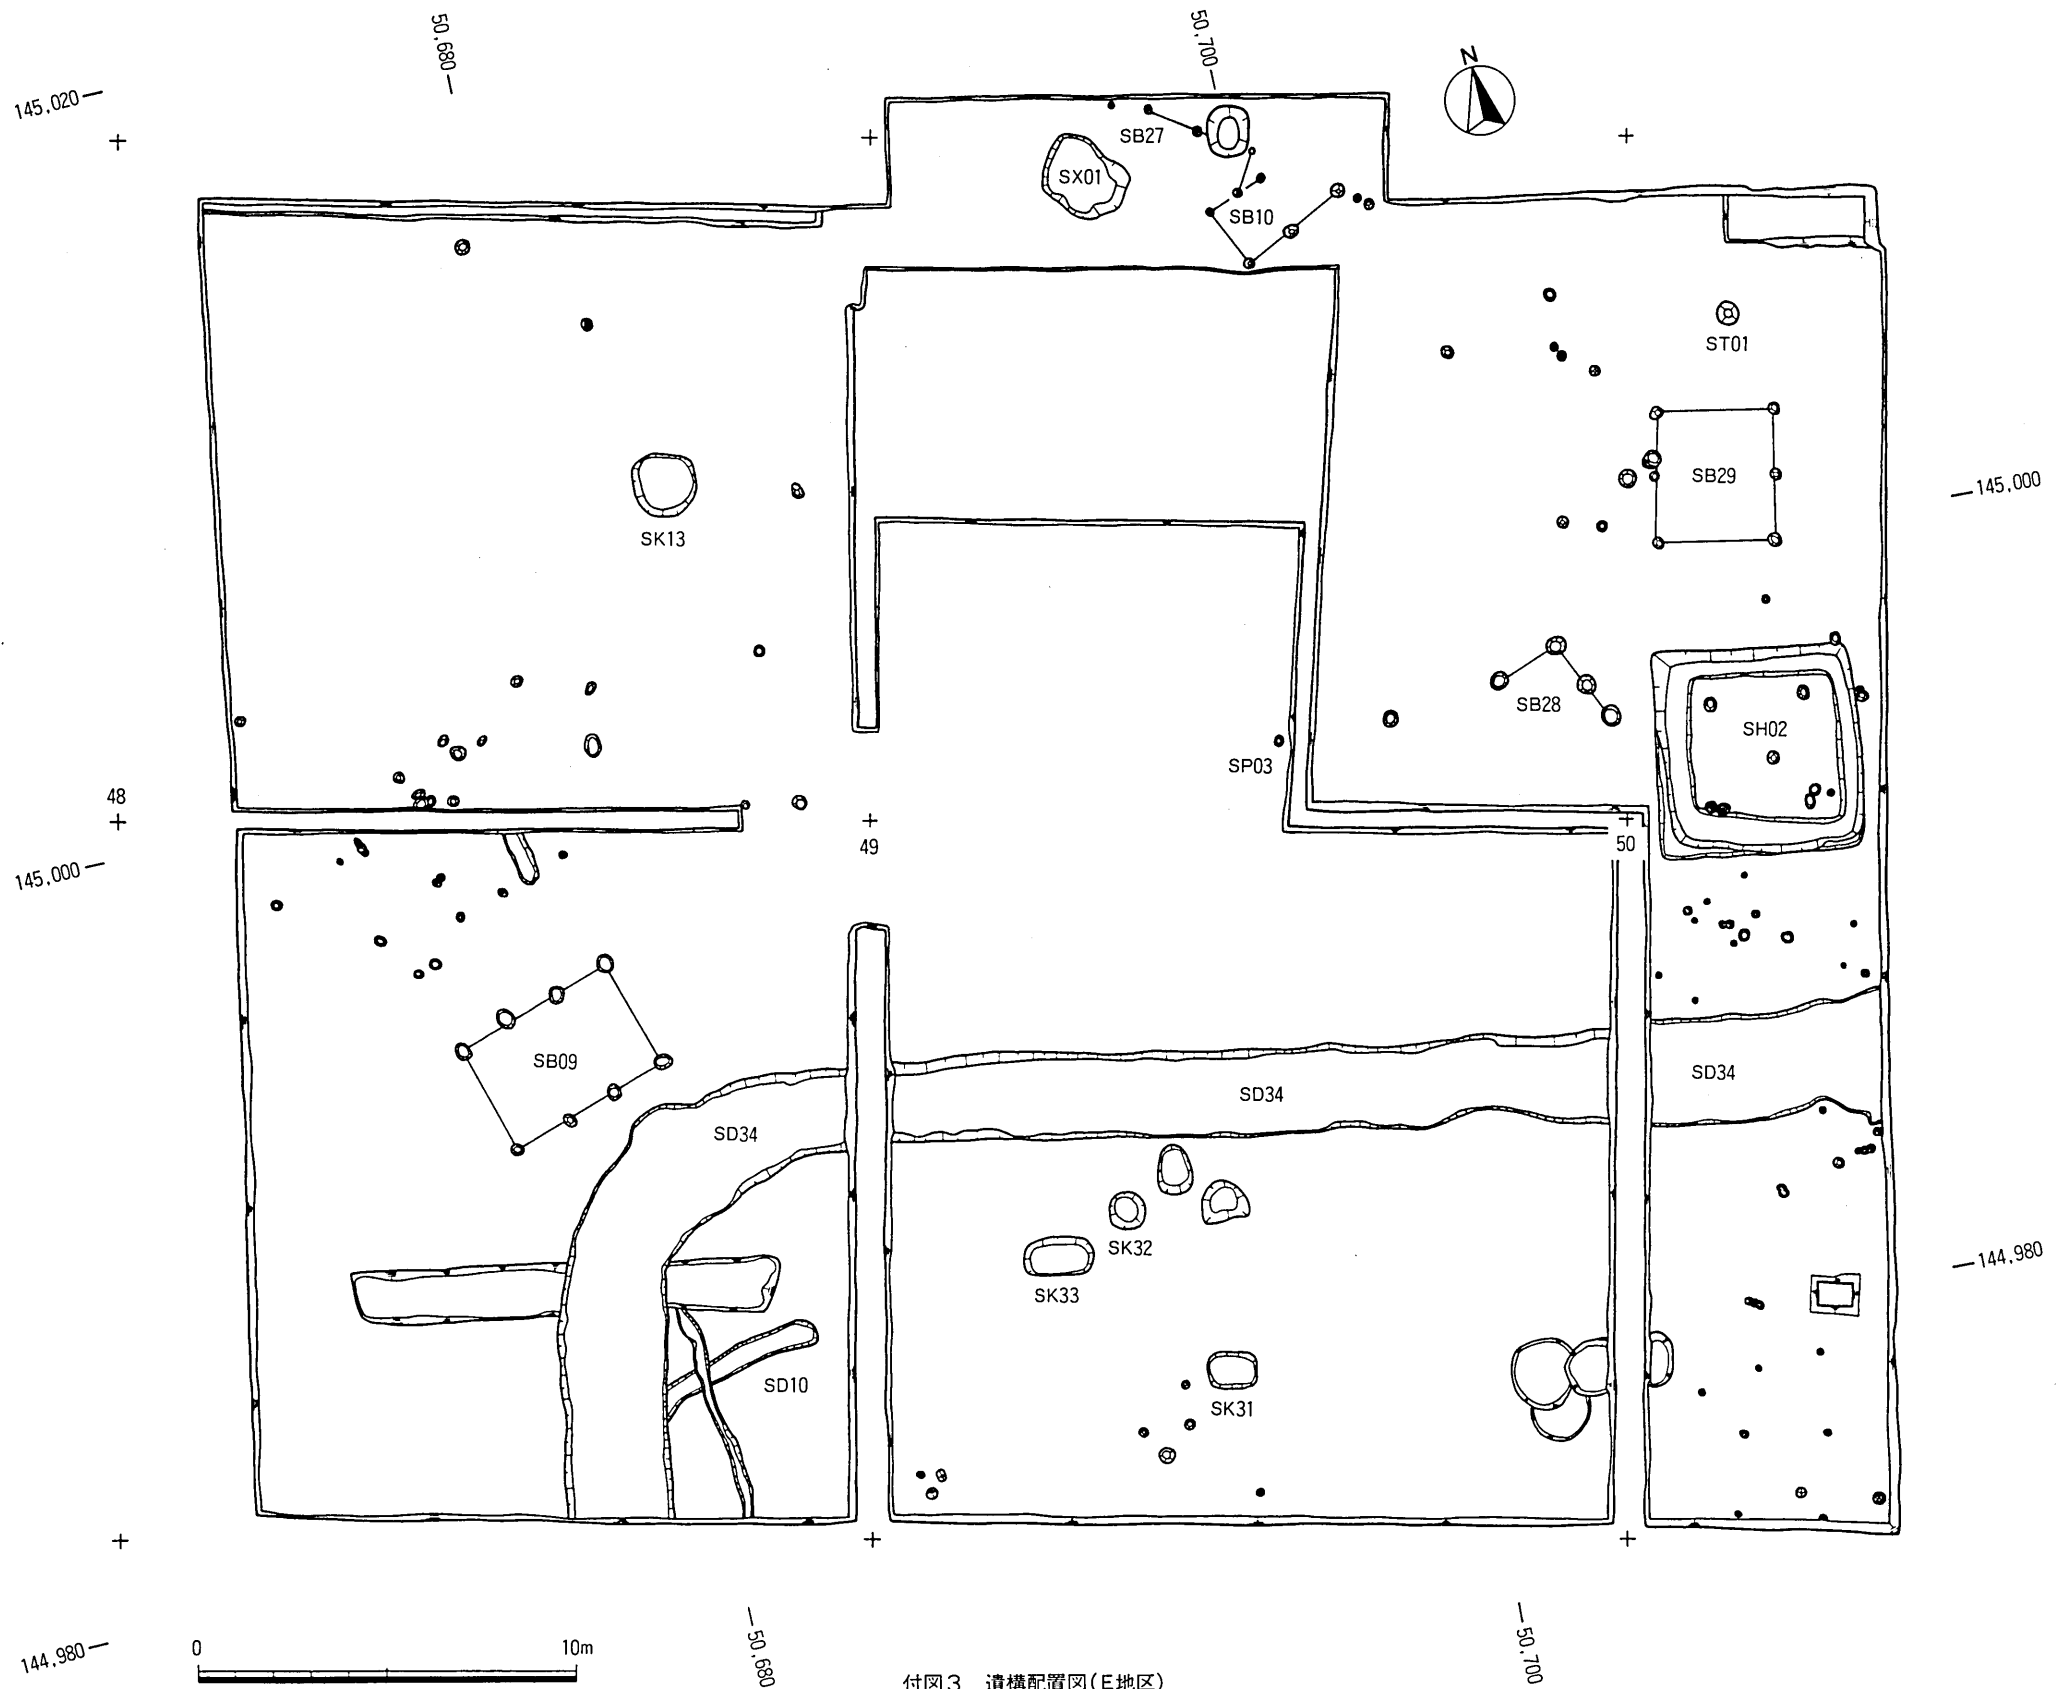 50,680
50,700
N
145,020
SB27
SX01
SB10
ST01
SB29
145,000
SK13
SB28
SH02
SP03
48
49
50
145,000
SB09
SD34
SD34
SD34
SK32
SK33
144,980
SD10
SK31
0 10m
144,980
50,680
50,700
付図3 遺構配置図(E地区)